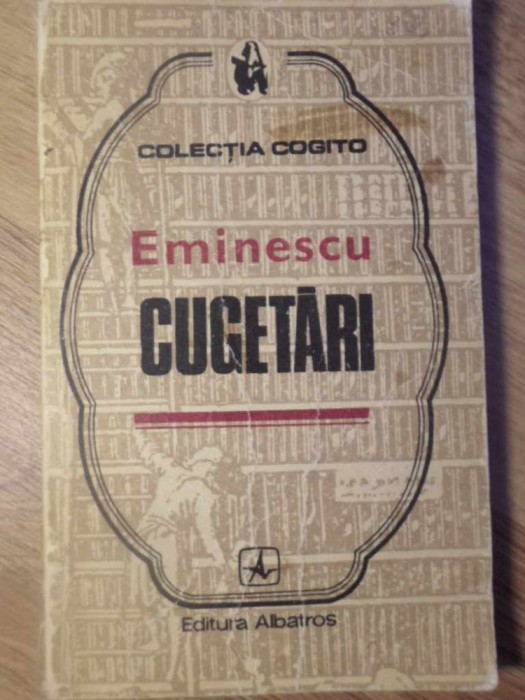 COLECȚIA COGITO
Eminescu
CUGETĂRI
Editura Albatros